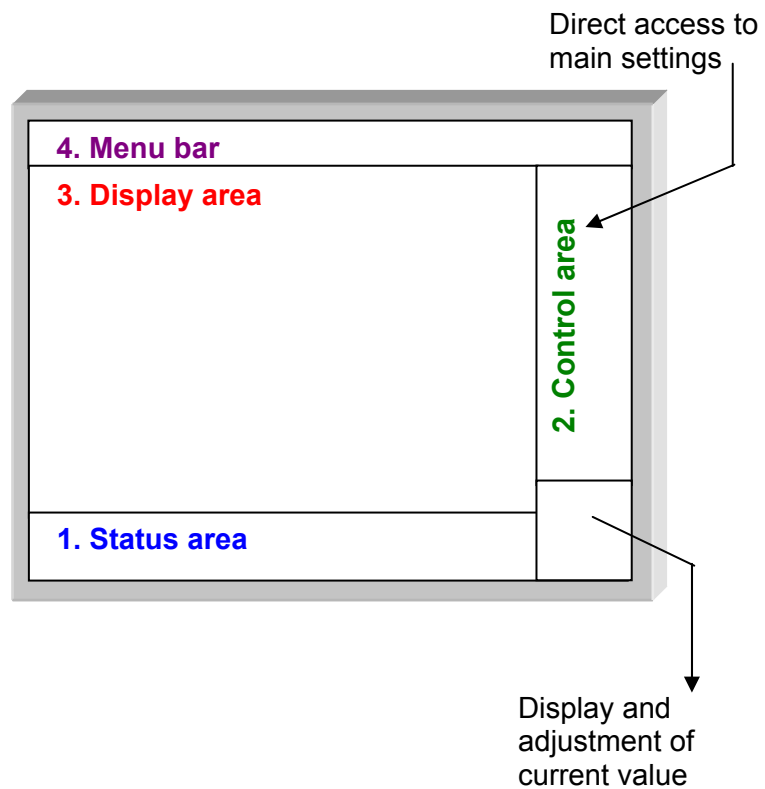 Direct access to
main settings
4. Menu bar
3. Display area
2. Control area
1. Status area
Display and
adjustment of
current value